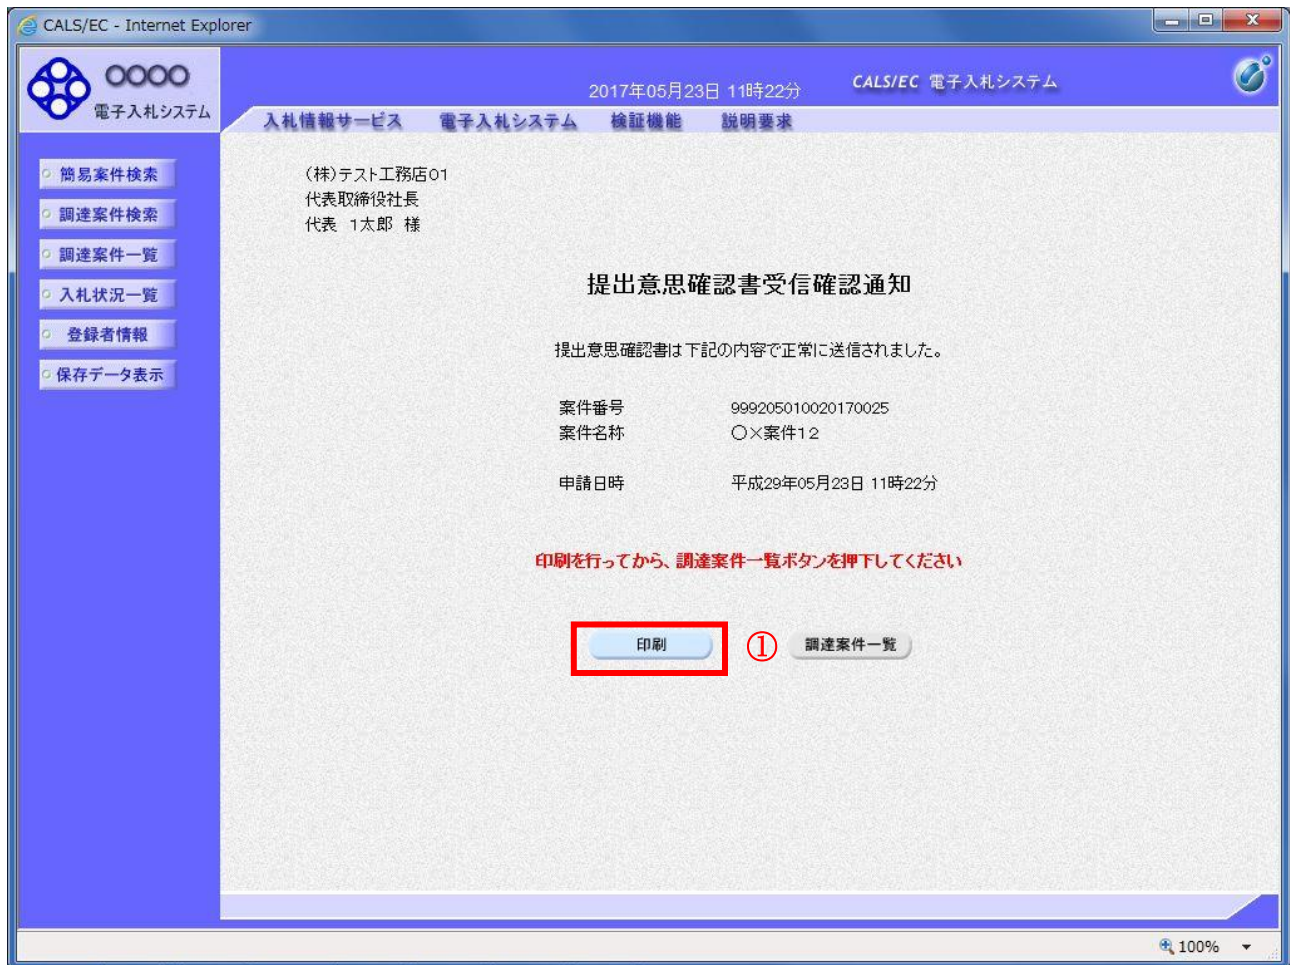 CALS/EC - Internet Explorer
○○○○
電子入札システム
2017年05月23日 11時22分
CALS/EC 電子入札システム
入札情報サービス 電子入札システム 検証機能 説明要求
簡易案件検索
調達案件検索
調達案件一覧
入札状況一覧
登録者情報
保存データ表示
(株)テスト工務店01
代表取締役社長
代表 1太郎 様
提出意思確認書受信確認通知
提出意思確認書は下記の内容で正常に送信されました。
案件番号 999205010020170025
案件名称 ○×案件12
申請日時 平成29年05月23日 11時22分
印刷を行ってから、調達案件一覧ボタンを押下してください
印刷 ① 調達案件一覧
100%